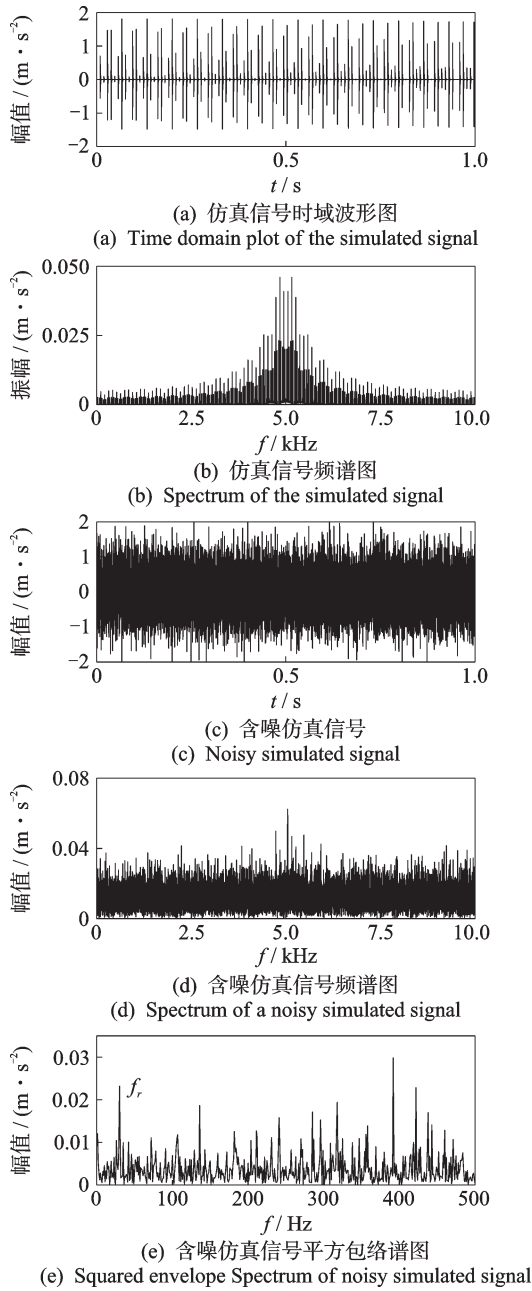 幅值 / (m·s⁻²)
2
1
0
−1
−2
0 0.5 1.0
t / s
(a) 仿真信号时域波形图
(a) Time domain plot of the simulated signal
振幅 / (m·s⁻²)
0.050
0.025
0
0 2.5 5.0 7.5 10.0
f / kHz
(b) 仿真信号频谱图
(b) Spectrum of the simulated signal
幅值 / (m·s⁻²)
2
1
0
−1
−2
0 0.5 1.0
t / s
(c) 含噪仿真信号
(c) Noisy simulated signal
幅值 / (m·s⁻²)
0.08
0.04
0
0 2.5 5.0 7.5 10.0
f / kHz
(d) 含噪仿真信号频谱图
(d) Spectrum of a noisy simulated signal
幅值 / (m·s⁻²)
0.03
0.02
0.01
0
fr
0 100 200 300 400 500
f / Hz
(e) 含噪仿真信号平方包络谱图
(e) Squared envelope Spectrum of noisy simulated signal